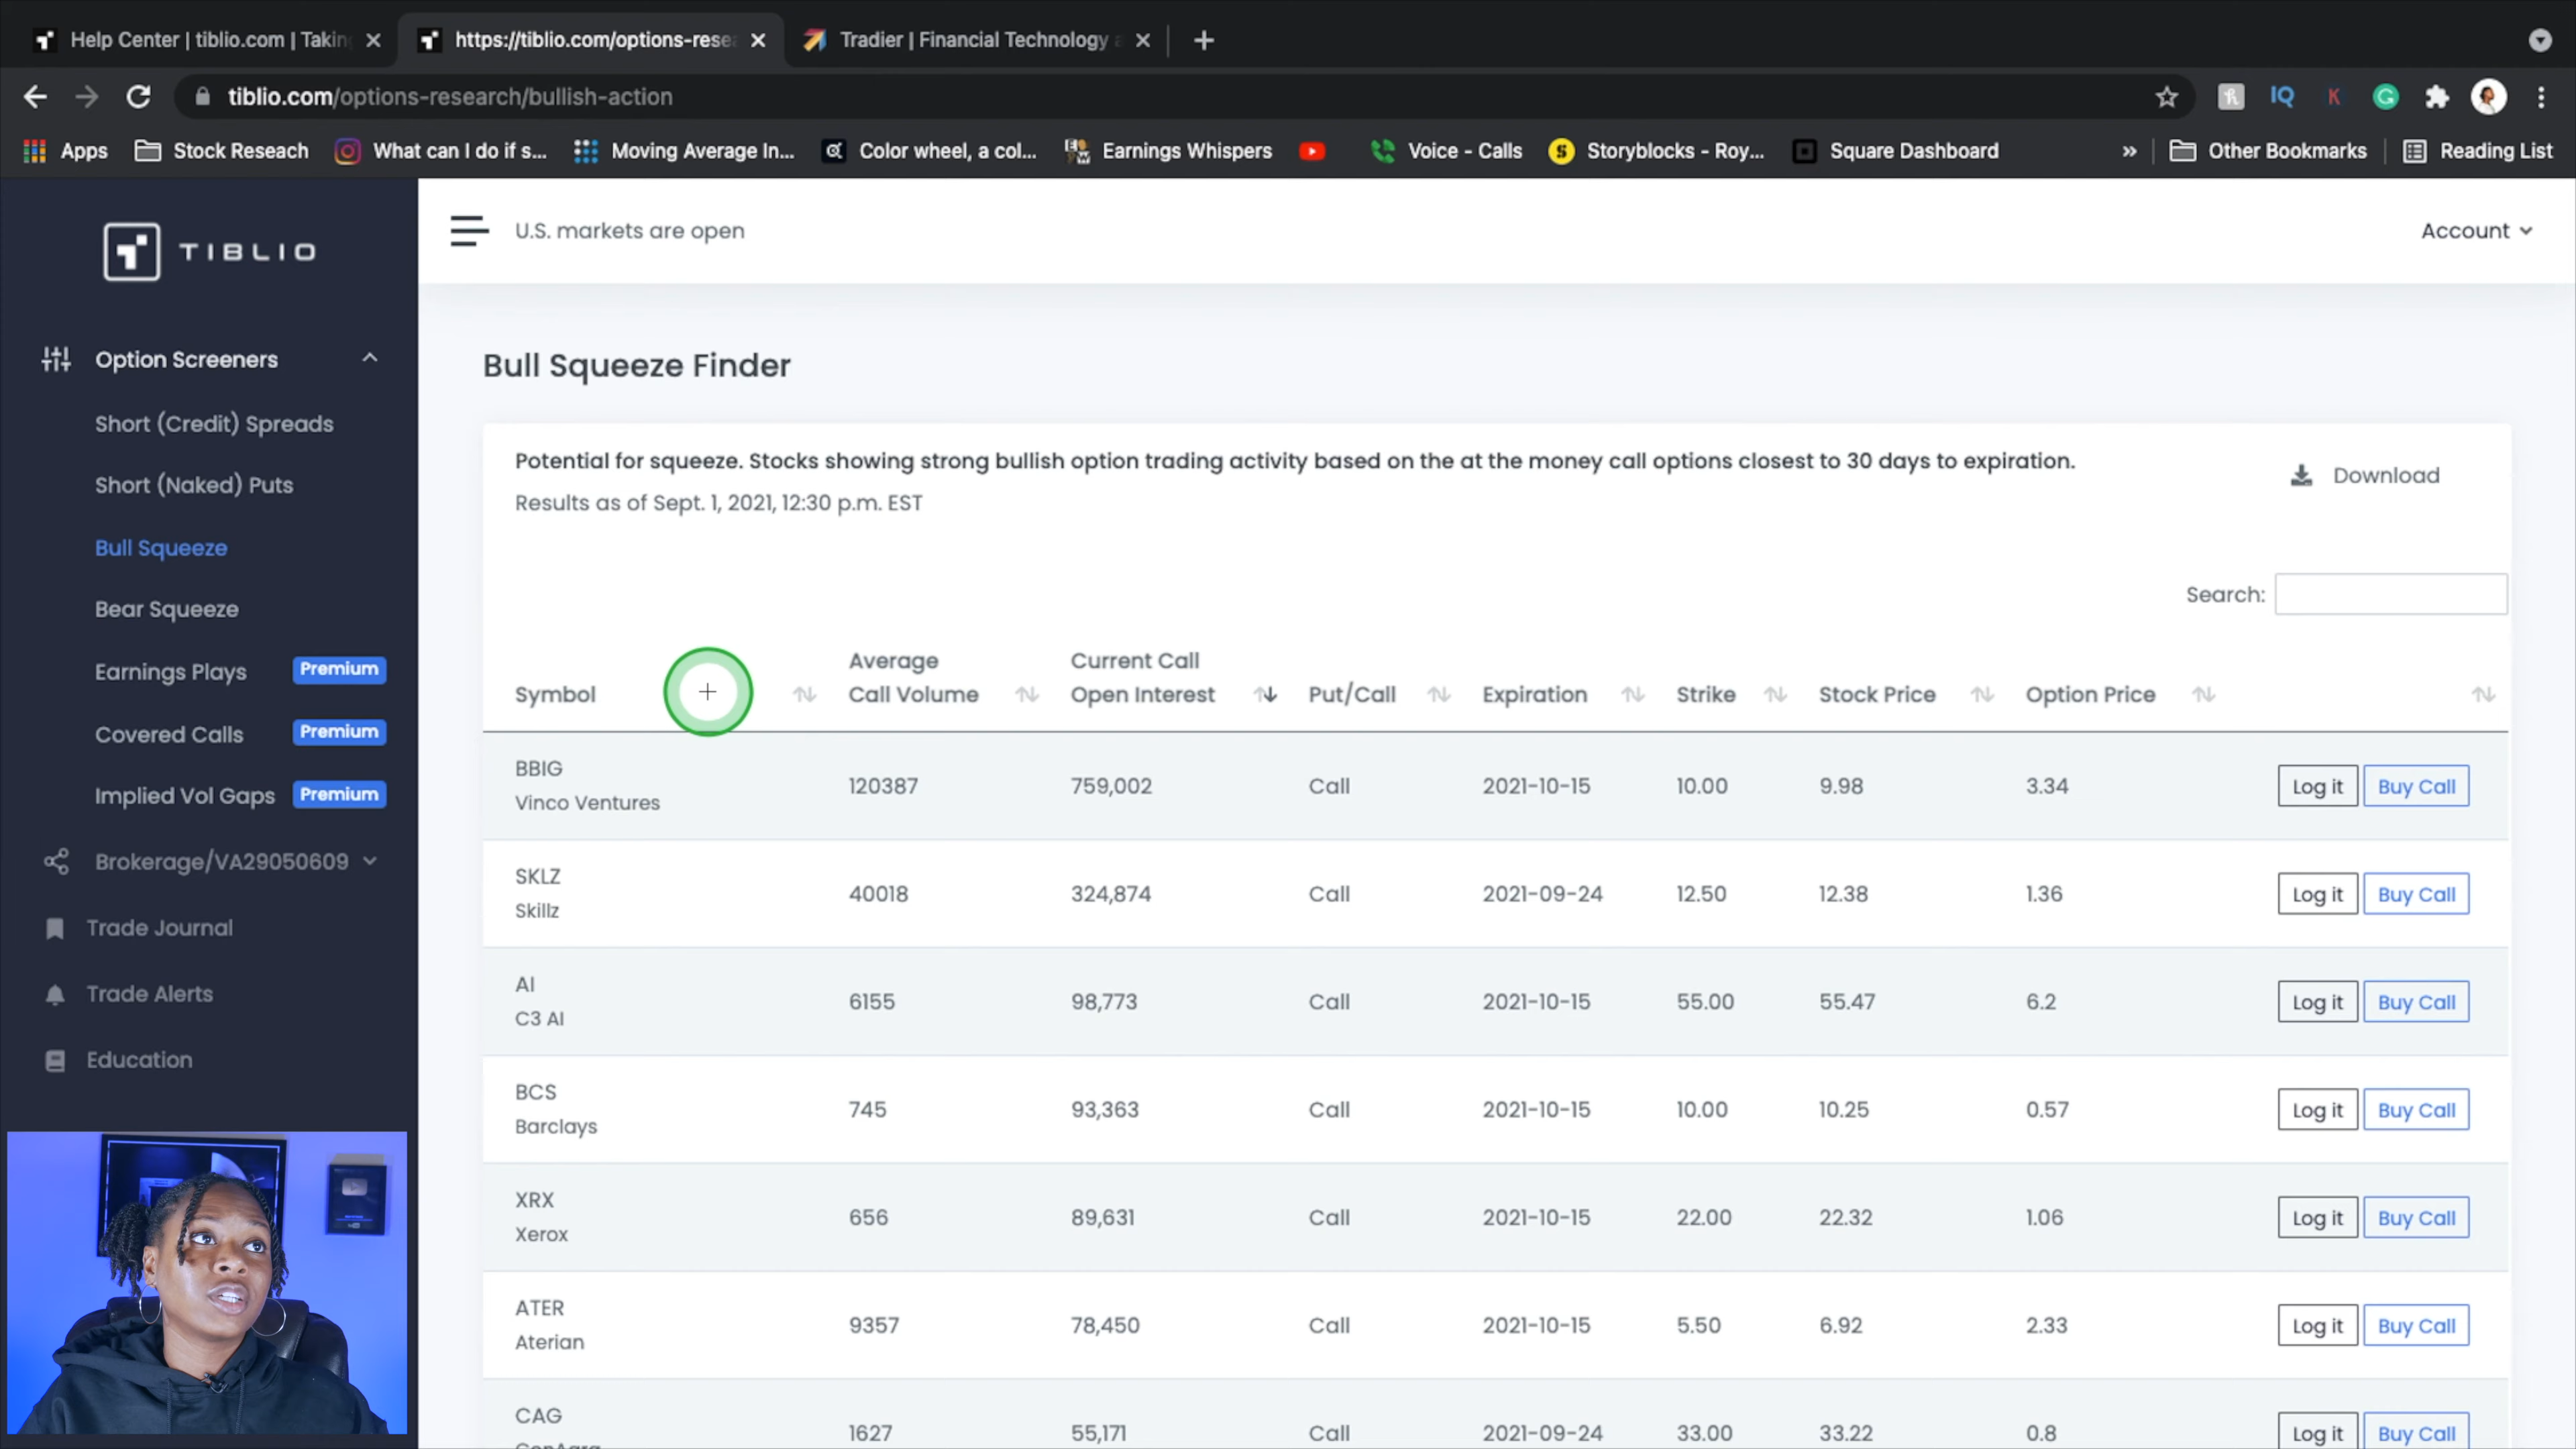 Help Center | tiblio.com | Takin
https://tiblio.com/options-rese
Tradier | Financial Technology
tiblio.com/options-research/bullish-action
IQ
K
Apps
Stock Reseach
What can I do if s...
Moving Average In...
Color wheel, a col...
Earnings Whispers
Voice - Calls
Storyblocks - Roy...
Square Dashboard
»
Other Bookmarks
Reading List
TIBLIO
U.S. markets are open
Account
Option Screeners
Short (Credit) Spreads
Short (Naked) Puts
Bull Squeeze
Bear Squeeze
Earnings Plays Premium
Covered Calls Premium
Implied Vol Gaps Premium
Brokerage/VA29050609
Trade Journal
Trade Alerts
Education
Bull Squeeze Finder
Potential for squeeze. Stocks showing strong bullish option trading activity based on the at the money call options closest to 30 days to expiration.
Results as of Sept. 1, 2021, 12:30 p.m. EST
Download
Search:
Symbol Average Call Volume Current Call Open Interest Put/Call Expiration Strike Stock Price Option Price
BBIG Vinco Ventures 120387 759,002 Call 2021-10-15 10.00 9.98 3.34 Log it Buy Call
SKLZ Skillz 40018 324,874 Call 2021-09-24 12.50 12.38 1.36 Log it Buy Call
AI C3 AI 6155 98,773 Call 2021-10-15 55.00 55.47 6.2 Log it Buy Call
BCS Barclays 745 93,363 Call 2021-10-15 10.00 10.25 0.57 Log it Buy Call
XRX Xerox 656 89,631 Call 2021-10-15 22.00 22.32 1.06 Log it Buy Call
ATER Aterian 9357 78,450 Call 2021-10-15 5.50 6.92 2.33 Log it Buy Call
CAG 1627 55,171 Call 2021-09-24 33.00 33.22 0.8 Log it Buy Call